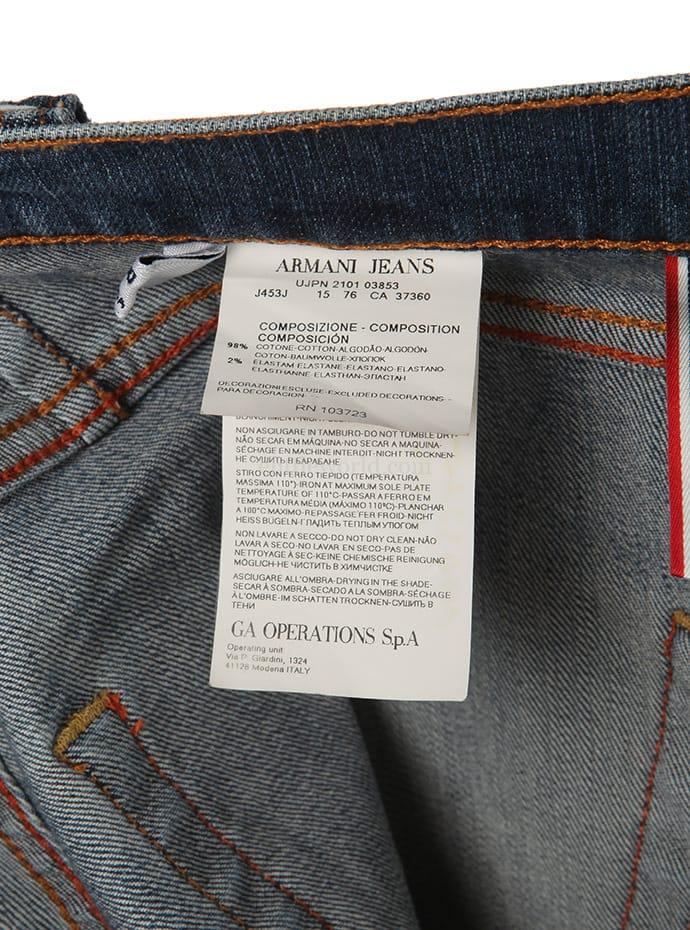 ARMANI JEANS
UJPN 2101 03853
J453J 15 76 CA 37360
COMPOSIZIONE - COMPOSITION
COMPOSICIÓN
98% COTONE-COTTON-ALGODÃO-ALGODÓN-
COTON-BAUMWOLLE-ХЛОПОК
2% ELASTAM ELASTANE-ELASTANO-ELASTANO-
ELASTHANNE-ELASTHAN-ЭЛАСТАН
DECORAZIONI ESCLUSE-EXCLUDED DECORATIONS-
PARA DECORACION
RN 103723
NON ASCIUGARE IN TAMBURO-DO NOT TUMBLE DRY-
NÃO SECAR EM MÁQUINA-NO SECAR A MAQUINA-
SÉCHAGE EN MACHINE INTERDIT-NICHT TROCKNEN-
НЕ СУШИТЬ В БАРАБАНЕ
STIRO CON FERRO TIEPIDO (TEMPERATURA
MASSIMA 110°)-IRON AT MAXIMUM SOLE PLATE
TEMPERATURE OF 110°C-PASSAR A FERRO EM
TEMPERATURA MÉDIA (MÁXIMO 110ºC)-PLANCHAR
A 100°C MAXIMO-REPASSAGE FER FROID-NICHT
HEISS BÜGELN-ГЛАДИТЬ ТЕПЛЫМ УТЮГОМ
NON LAVARE A SECCO-DO NOT DRY CLEAN-NÃO
LAVAR A SECO-NO LAVAR EN SECO-PAS DE
NETTOYAGE À SEC-KEINE CHEMISCHE REINIGUNG
MÖGLICH-НЕ ЧИСТИТЬ В ХИМЧИСТКЕ
ASCIUGARE ALL'OMBRA-DRYING IN THE SHADE-
SECAR À SOMBRA-SECADO A LA SOMBRA-SÉCHAGE
À L'OMBRE-IM SCHATTEN TROCKNEN-СУШИТЬ В
ТЕНИ
GA OPERATIONS S.p.A
Operating unit
Via P. Giardini, 1324
41126 Modena ITALY